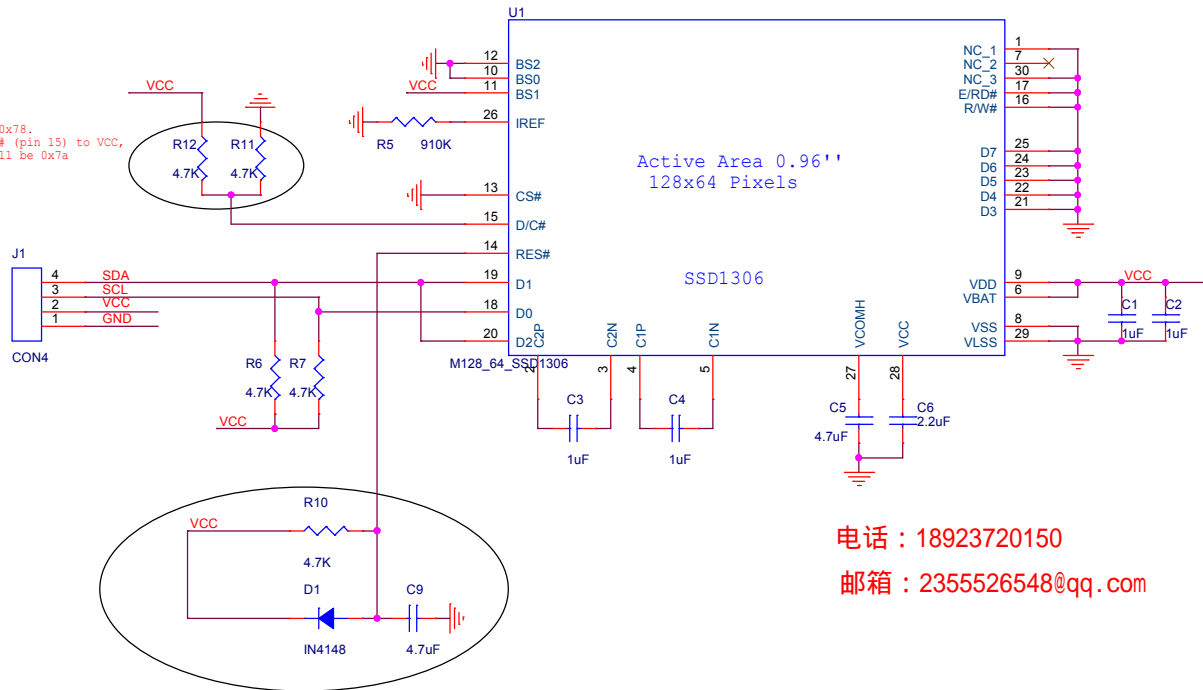 U1
12 BS2
10 BS0
11 BS1
VCC
26 IREF
R5 910K
13 CS#
15 D/C#
14 RES#
19 D1
18 D0
20 D2
M128_64_SSD1306
Active Area 0.96''
128x64 Pixels
SSD1306
NC_1 1
NC_2 7
NC_3 30
E/RD# 17
R/W# 16
D7 25
D6 24
D5 23
D4 22
D3 21
VDD 9
VBAT 6
VSS 8
VLSS 29
VCC
C1 1uF
C2 1uF
VCC
0x78.
# (pin 15) to VCC,
be 0x7a
R12 4.7K
R11 4.7K
J1
4 SDA
3 SCL
2 VCC
1 GND
CON4
R6 4.7K
R7 4.7K
VCC
C2P 2
C2N 3
C1P 4
C1N 5
VCOMH 27
VCC 28
C3 1uF
C4 1uF
C5 4.7uF
C6 2.2uF
R10
VCC
4.7K
D1 IN4148
C9 4.7uF
电话：18923720150
邮箱：2355526548@qq.com